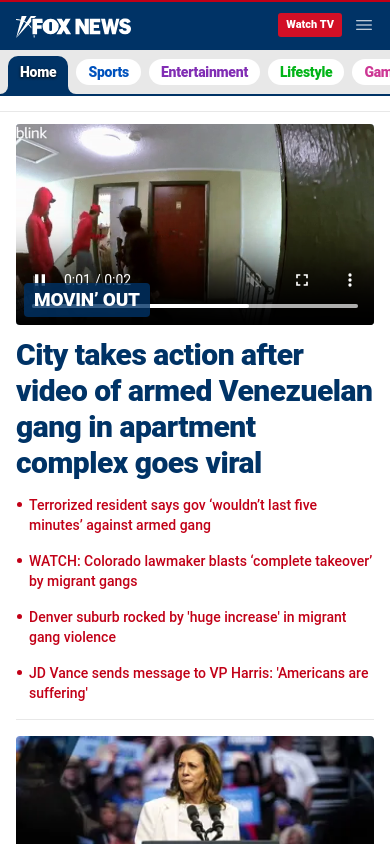 FOX NEWS
Watch TV
Home
Sports
Entertainment
Lifestyle
Gam
blink
0:01 / 0:02
MOVIN’ OUT
City takes action after
video of armed Venezuelan
gang in apartment
complex goes viral
• Terrorized resident says gov ‘wouldn’t last five
minutes’ against armed gang
• WATCH: Colorado lawmaker blasts ‘complete takeover’
by migrant gangs
• Denver suburb rocked by 'huge increase' in migrant
gang violence
• JD Vance sends message to VP Harris: 'Americans are
suffering'